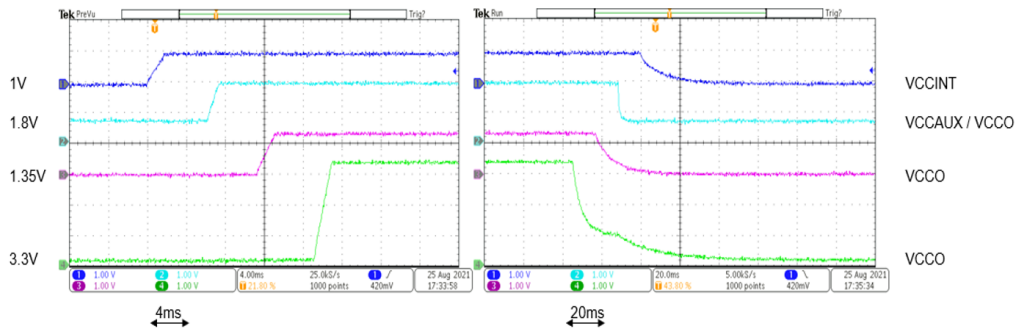 Tek PreVu
Trig?
Tek Run
Trig?
1V
VCCINT
1.8V
VCCAUX / VCCO
1.35V
VCCO
3.3V
VCCO
1 1.00 V 2 1.00 V 4.00ms 25.0kS/s 1 25 Aug 2021
3 1.00 V 4 1.00 V 21.80 % 1000 points 420mV 17:33:58
1 1.00 V 2 1.00 V 20.0ms 5.00kS/s 1 25 Aug 2021
3 1.00 V 4 1.00 V 43.80 % 1000 points 420mV 17:35:34
4ms
20ms